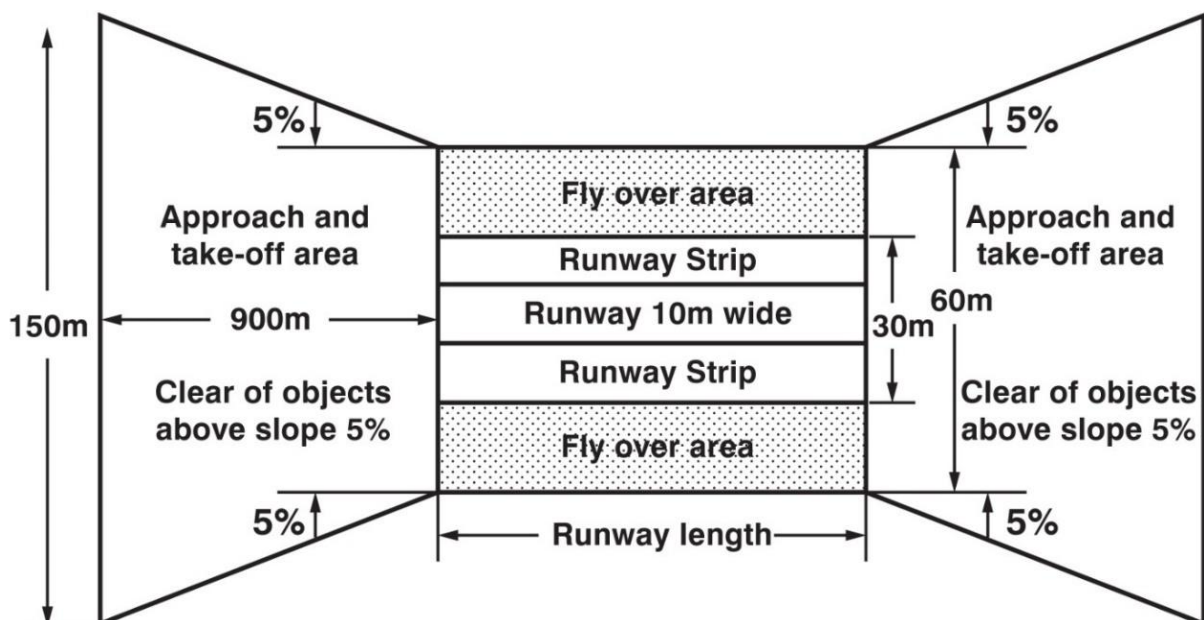 5%
5%
Fly over area
Approach and
take-off area
Approach and
take-off area
Runway Strip
150m
900m
Runway 10m wide
30m
60m
Runway Strip
Clear of objects
above slope 5%
Clear of objects
above slope 5%
Fly over area
5%
5%
Runway length